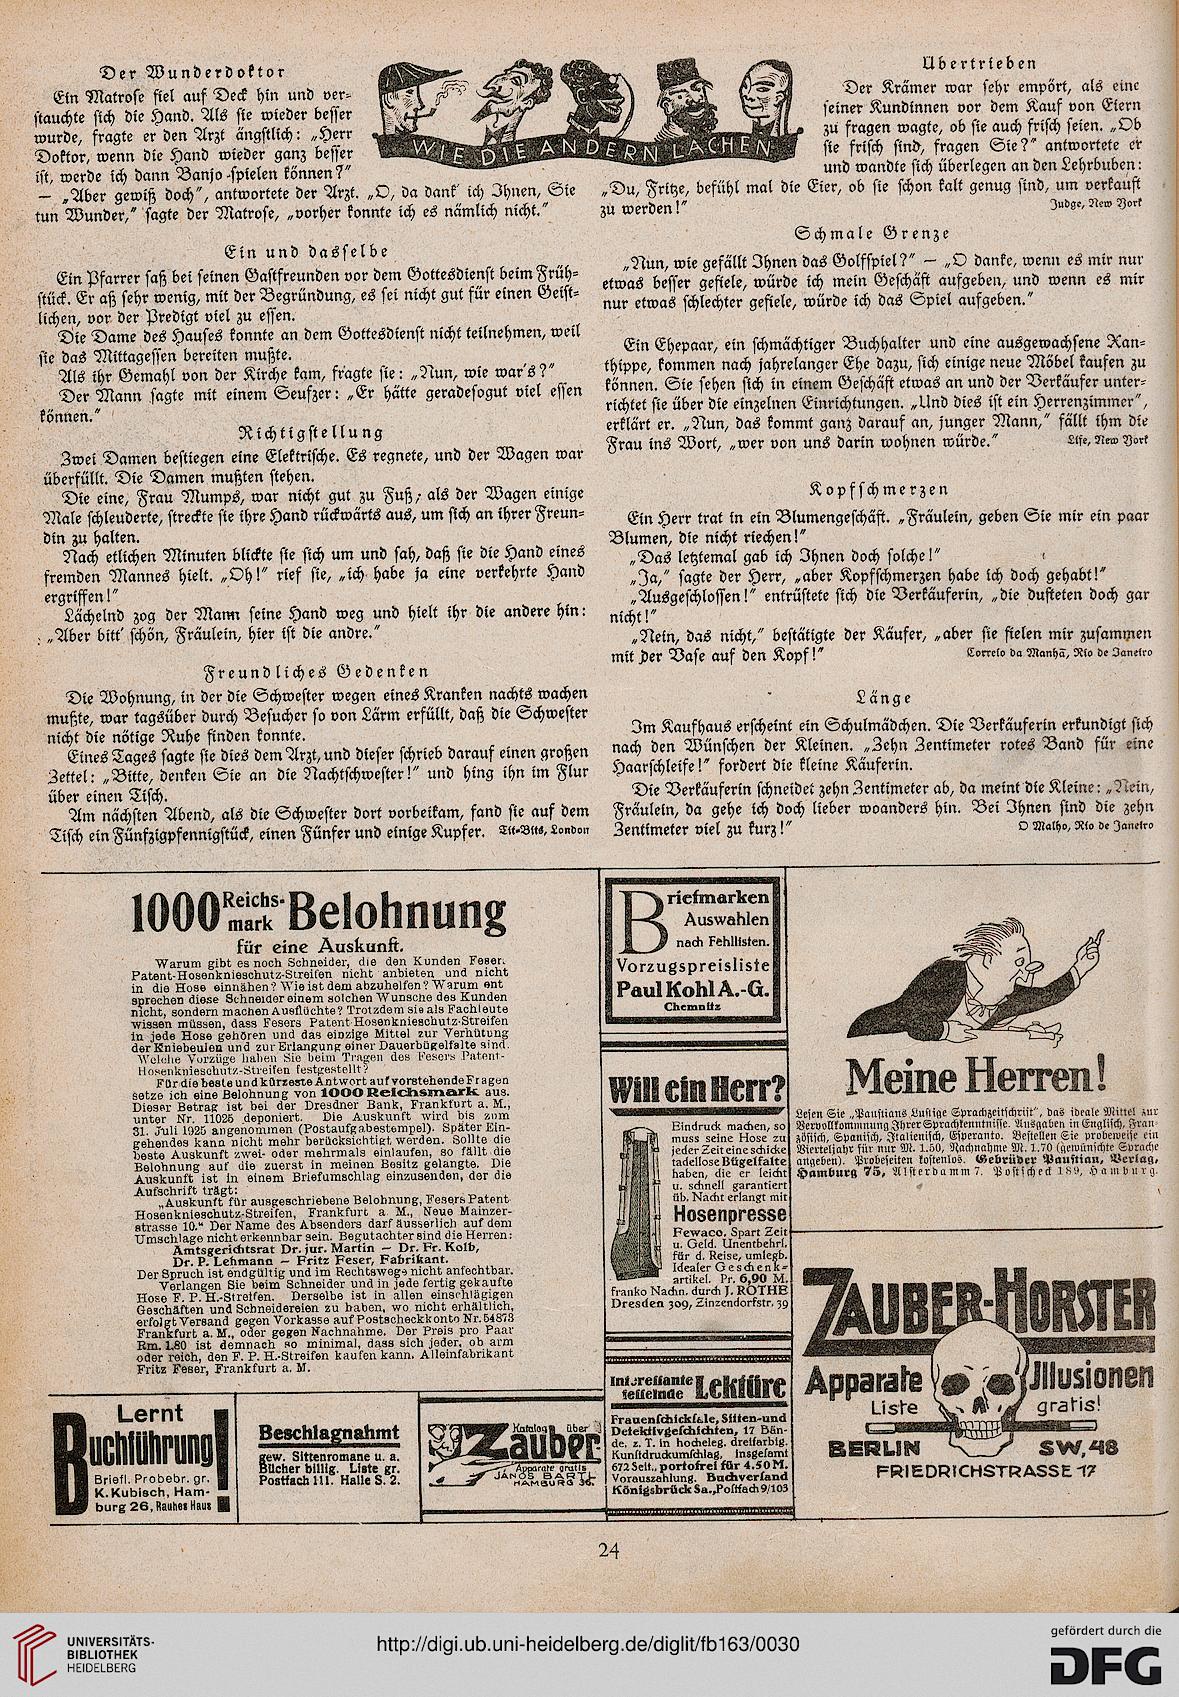 Der Wunderdoktor
Ein Matrose fiel auf Deck hin und ver-
stauchte sich die Hand. Als sie wieder besser
wurde, fragte er den Arzt ängstlich: „Herr
Doktor, wenn die Hand wieder ganz besser
ist, werde ich dann Banjo-spielen können?"
— „Aber gewiß doch", antwortete der Arzt. „O, da dank' ich Ihnen, Sie
tun Wunder," sagte der Matrose, „vorher konnte ich es nämlich nicht."
Ein und dasselbe
Ein Pfarrer saß bei seinen Gastfreunden vor dem Gottesdienst beim Früh-
stück. Er aß sehr wenig, mit der Begründung, es sei nicht gut für einen Geist-
lichen, vor der Predigt viel zu essen.
Die Dame des Hauses konnte an dem Gottesdienst nicht teilnehmen, weil
sie das Mittagessen bereiten mußte.
Als ihr Gemahl von der Kirche kam, fragte sie: „Nun, wie war's?"
Der Mann sagte mit einem Seufzer: „Er hätte geradesogut viel essen
können."
Richtigstellung
Zwei Damen bestiegen eine Elektrische. Es regnete, und der Wagen war
überfüllt. Die Damen mußten stehen.
Die eine, Frau Mumps, war nicht gut zu Fuß; als der Wagen einige
Male schleuderte, streckte sie ihre Hand rückwärts aus, um sich an ihrer Freun-
din zu halten.
Nach etlichen Minuten blickte sie sich um und sah, daß sie die Hand eines
fremden Mannes hielt. „Oh!" rief sie, „ich habe ja eine verkehrte Hand
ergriffen!"
Lächelnd zog der Mann seine Hand weg und hielt ihr die andere hin:
„Aber bitt' schön, Fräulein, hier ist die andre."
Freundliches Gedenken
Die Wohnung, in der die Schwester wegen eines Kranken nachts wachen
mußte, war tagsüber durch Besucher so von Lärm erfüllt, daß die Schwester
nicht die nötige Ruhe finden konnte.
Eines Tages sagte sie dies dem Arzt, und dieser schrieb darauf einen großen
Zettel: „Bitte, denken Sie an die Nachtschwester!" und hing ihn im Flur
über einen Tisch.
Am nächsten Abend, als die Schwester dort vorbeikam, fand sie auf dem
Tisch ein Fünfzigpfennigstück, einen Fünfer und einige Kupfer. Tit-Bits, London
WIE DIE ANDERN LACHEN
Übertrieben
Der Krämer war sehr empört, als eine
seiner Kundinnen vor dem Kauf von Eiern
zu fragen wagte, ob sie auch frisch seien. „Ob
sie frisch sind, fragen Sie?" antwortete er
und wandte sich überlegen an den Lehrbuben:
„Du, Fritze, befühl mal die Eier, ob sie schon kalt genug sind, um verkauft
zu werden!" Judge, New York
Schmale Grenze
„Nun, wie gefällt Ihnen das Golfspiel?" — „O danke, wenn es mir nur
etwas besser gefiele, würde ich mein Geschäft aufgeben, und wenn es mir
nur etwas schlechter gefiele, würde ich das Spiel aufgeben."
Ein Ehepaar, ein schmächtiger Buchhalter und eine ausgewachsene Xan-
thippe, kommen nach jahrelanger Ehe dazu, sich einige neue Möbel kaufen zu
können. Sie sehen sich in einem Geschäft etwas an und der Verkäufer unter-
richtet sie über die einzelnen Einrichtungen. „Und dies ist ein Herrenzimmer",
erklärt er. „Nun, das kommt ganz darauf an, junger Mann," fällt ihm die
Frau ins Wort, „wer von uns darin wohnen würde." Life, New York
Kopfschmerzen
Ein Herr trat in ein Blumengeschäft. „Fräulein, geben Sie mir ein paar
Blumen, die nicht riechen!"
„Das letztemal gab ich Ihnen doch solche!"
„Ja," sagte der Herr, „aber Kopfschmerzen habe ich doch gehabt!"
„Ausgeschlossen!" entrüstete sich die Verkäuferin, „die dufteten doch gar
nicht!"
„Nein, das nicht," bestätigte der Käufer, „aber sie fielen mir zusammen
mit der Vase auf den Kopf!" Correio da Manhã, Rio de Janeiro
Länge
Im Kaufhaus erscheint ein Schulmädchen. Die Verkäuferin erkundigt sich
nach den Wünschen der Kleinen. „Zehn Zentimeter rotes Band für eine
Haarschleife!" fordert die kleine Käuferin.
Die Verkäuferin schneidet zehn Zentimeter ab, da meint die Kleine: „Nein,
Fräulein, da gehe ich doch lieber woanders hin. Bei Ihnen sind die zehn
Zentimeter viel zu kurz!" O Malho, Rio de Janeiro
1000 Reichs-mark Belohnung
für eine Auskunft.
Warum gibt es noch Schneider, die den Kunden Fesers
Patent-Hosenknieschutz-Streifen nicht anbieten und nicht
in die Hose einnähen? Wie ist dem abzuhelfen? Warum ent
sprechen diese Schneider einem solchen Wunsche des Kunden
nicht, sondern machen Ausflüchte? Trotzdem sie als Fachleute
wissen müssen, dass Fesers Patent-Hosenknieschutz-Streifen
in jede Hose gehören und das einzige Mittel zur Verhütung
der Kniebeulen und zur Erlangung einer Dauerbügelfalte sind.
Welche Vorzüge haben Sie beim Tragen des Fesers Patent-
Hosenknieschutz-Streifen festgestellt?
Für die beste und kürzeste Antwort auf vorstehende Fragen
setze ich eine Belohnung von 1000 Reichsmark aus.
Dieser Betrag ist bei der Dresdner Bank, Frankfurt a. M.,
unter Nr. 11025 deponiert. Die Auskunft wird bis zum
31. Juli 1925 angenommen (Postaufgabestempel). Später Ein-
gehendes kann nicht mehr berücksichtigt werden. Sollte die
beste Auskunft zwei- oder mehrmals einlaufen, so fällt die
Belohnung auf die zuerst in meinen Besitz gelangte. Die
Auskunft ist in einem Briefumschlag einzusenden, der die
Aufschrift trägt:
„Auskunft für ausgeschriebene Belohnung, Fesers Patent
Hosenknieschutz-Streifen, Frankfurt a. M., Neue Mainzer-
strasse 10." Der Name des Absenders darf äusserlich auf dem
Umschlage nicht erkennbar sein. Begutachter sind die Herren:
Amtsgerichtsrat Dr. jur. Martin — Dr. Fr. Kolb,
Dr. P. Lehmann — Fritz Feser, Fabrikant.
Der Spruch ist endgültig und im Rechtswege nicht anfechtbar.
Verlangen Sie beim Schneider und in jede fertig gekaufte
Hose F. P. H.-Streifen. Derselbe ist in allen einschlägigen
Geschäften und Schneidereien zu haben, wo nicht erhältlich,
erfolgt Versand gegen Vorkasse auf Postscheckkonto Nr. 54873
Frankfurt a. M., oder gegen Nachnahme. Der Preis pro Paar
Rm. 1.80 ist demnach so minimal, dass sich jeder, ob arm
oder reich, den F. P. H.-Streifen kaufen kann. Alleinfabrikant
Fritz Feser, Frankfurt a. M.
Briefmarken
Auswahlen
nach Fehllisten.
Vorzugspreisliste
Paul Kohl A.-G.
Chemnitz
Will ein Herr?
Eindruck machen, so
muss seine Hose zu
jeder Zeit eine schicke
tadellose Bügelfalte
haben, die er leicht
u. schnell garantiert
üb. Nacht erlangt mit
Hosenpresse
Fewaco. Spart Zeit
u. Geld. Unentbehrl.
für d. Reise, umlegb.
Idealer Geschenk-
artikel. Pr. 6,90 M.
franko Nachn. durch J. ROTHE
Dresden 309, Zinzendorfstr. 39
Interessante
fesselnde Lektüre
Frauenschicksale, Sitten-und
Detektivgeschichten, 17 Bän-
de, z. T. in hocheleg. dreifarbig.
Kunstdruckumschlag, insgesamt
672 Seit., portofrei für 4.50 M.
Vorauszahlung. Buchversand
Königsbrück Sa., Postfach 9/103
Meine Herren!
Lesen Sie „Paustians Lustige Sprachzeitschrift", das ideale Mittel zur
Vervollkommnung Ihrer Sprachkenntnisse. Ausgaben in Englisch, Fran-
zösisch, Spanisch, Italienisch, Esperanto. Bestellen Sie probeweise ein
Vierteljahr für nur M. 1.50, Nachnahme M. 1.70 (gewünschte Sprache
angeben). Probeseiten kostenlos. Gebrüder Paustian, Verlag,
Hamburg 75, Alsterdamm 7. Postscheck 189, Hamburg.
ZAUBER-HORSTER
Apparate Jllusionen
Liste gratis!
BERLIN SW, 48
FRIEDRICHSTRASSE 17
Lernt
Buchführung!
Briefl. Probebr. gr.
K. Kubisch, Ham-
burg 26, Rauhes Haus
Beschlagnahmt
gew. Sittenromane u. a.
Bücher billig. Liste gr.
Postfach 111. Halle S. 2.
Katalog über
Zauber
Apparate gratis
JÁNOS BARTL
HAMBURG 36.
24
UNIVERSITÄTS-
BIBLIOTHEK
HEIDELBERG
http://digi.ub.uni-heidelberg.de/diglit/fb163/0030
gefördert durch die
DFG